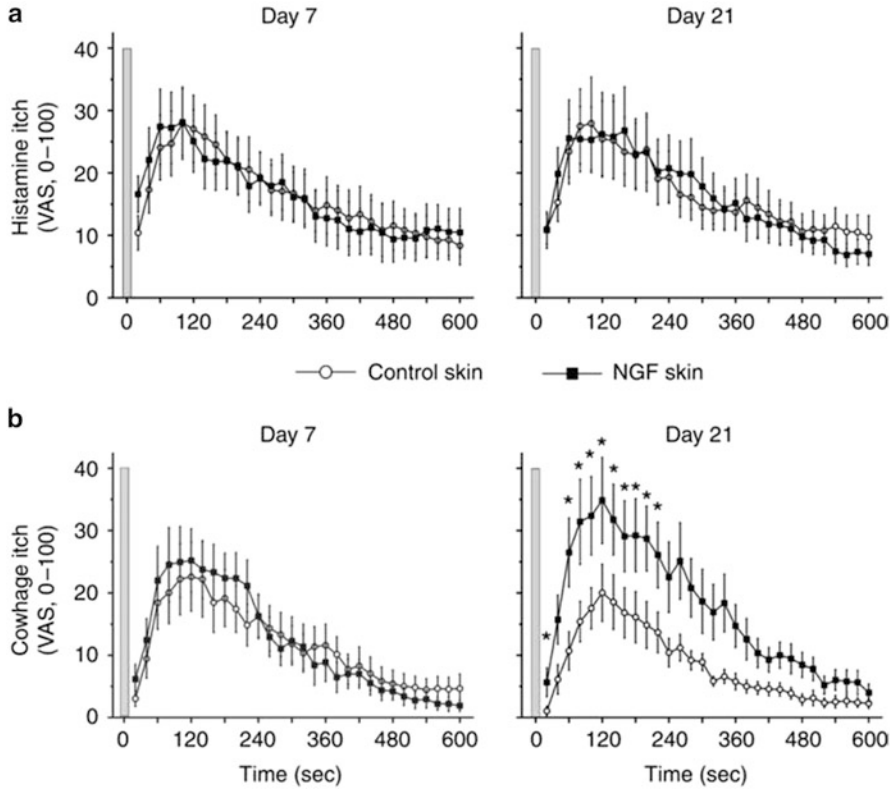 a
Day 7
Day 21
Histamine itch
(VAS, 0–100)
40
30
20
10
0
0 120 240 360 480 600
0 120 240 360 480 600
Control skin
NGF skin
b
Day 7
Day 21
Cowhage itch
(VAS, 0–100)
40
30
20
10
0
0 120 240 360 480 600
0 120 240 360 480 600
Time (sec)
Time (sec)